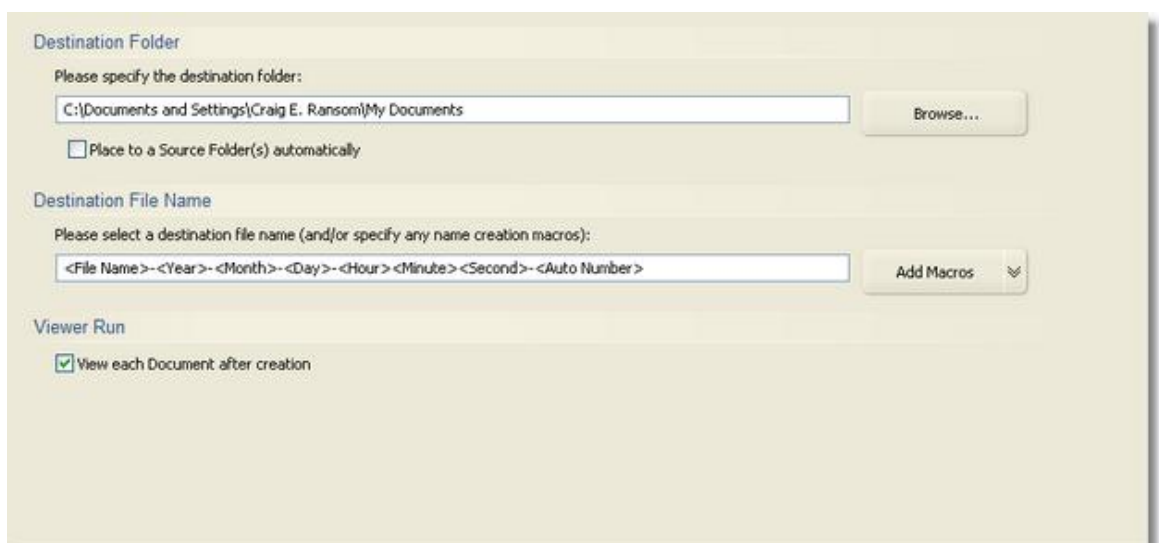 Destination Folder
Please specify the destination folder:
C:\Documents and Settings\Craig E. Ransom\My Documents
Browse...
Place to a Source Folder(s) automatically
Destination File Name
Please select a destination file name (and/or specify any name creation macros):
<File Name>-<Year>-<Month>-<Day>-<Hour><Minute><Second>-<Auto Number>
Add Macros
Viewer Run
View each Document after creation